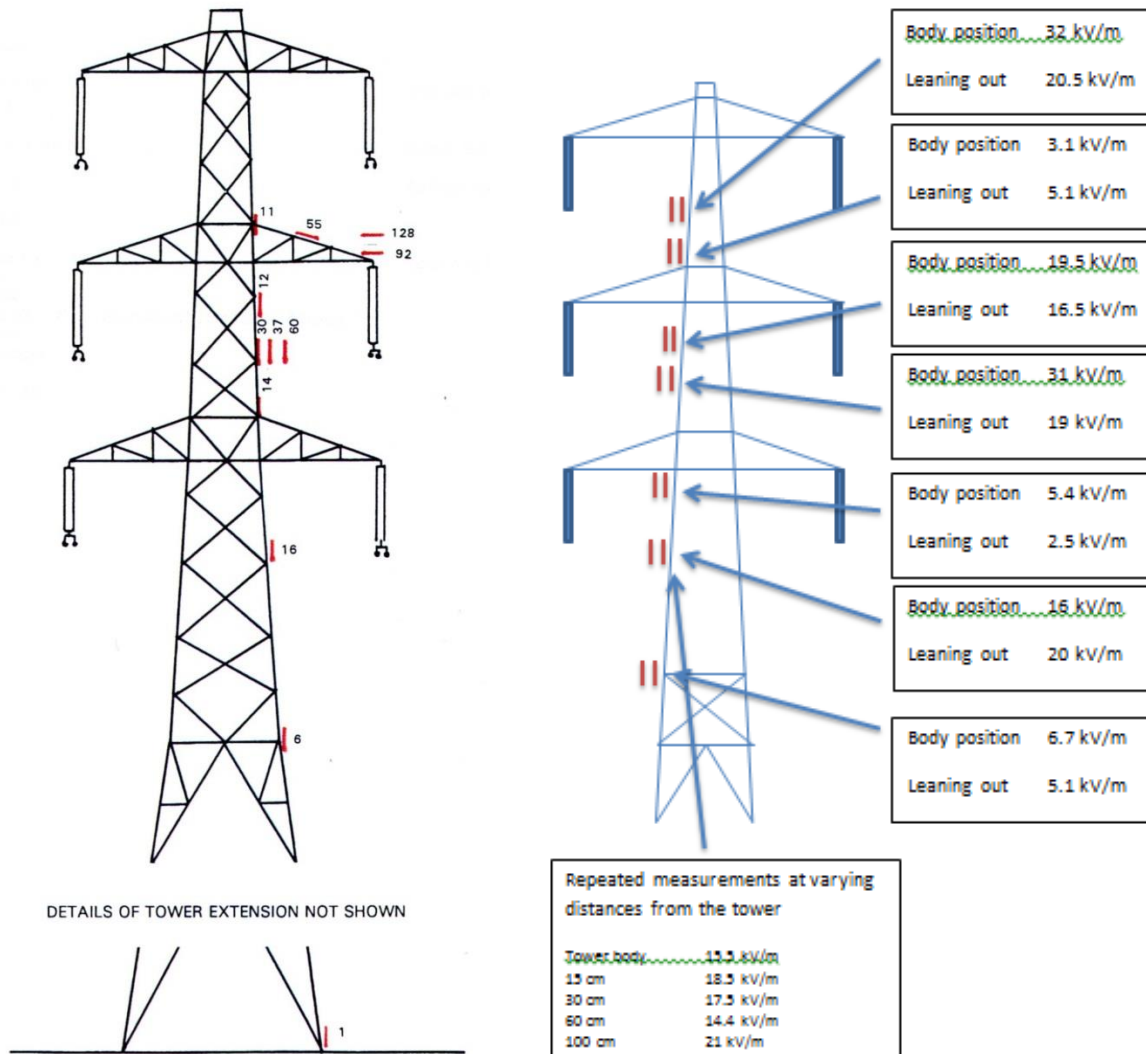 11
55
128
92
12
30
37
60
14
16
6
DETAILS OF TOWER EXTENSION NOT SHOWN
1
Body position 32 kV/m
Leaning out 20.5 kV/m
Body position 3.1 kV/m
Leaning out 5.1 kV/m
Body position 19.5 kV/m
Leaning out 16.5 kV/m
Body position 31 kV/m
Leaning out 19 kV/m
Body position 5.4 kV/m
Leaning out 2.5 kV/m
Body position 16 kV/m
Leaning out 20 kV/m
Body position 6.7 kV/m
Leaning out 5.1 kV/m
Repeated measurements at varying
distances from the tower
Tower body 15.5 kV/m
15 cm 18.5 kV/m
30 cm 17.5 kV/m
60 cm 14.4 kV/m
100 cm 21 kV/m